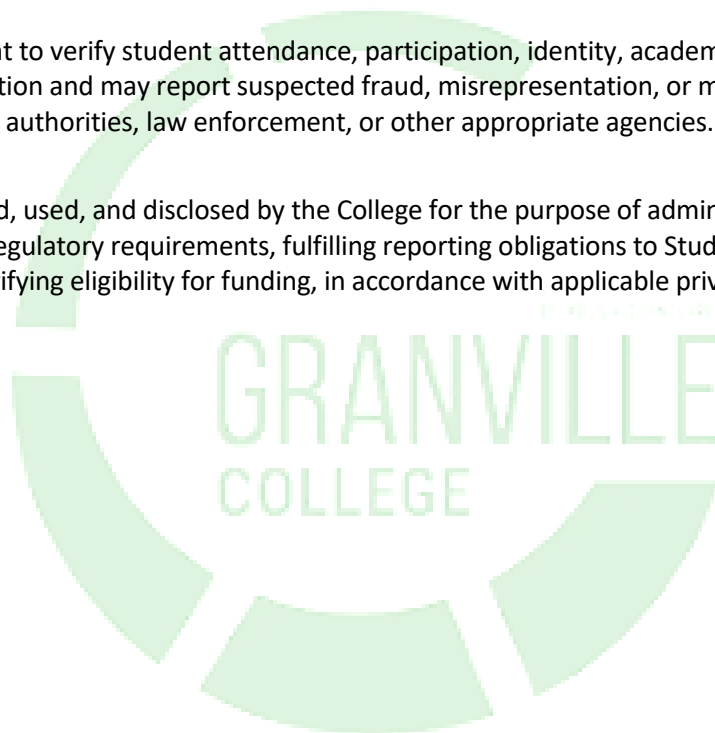 nt to verify student attendance, participation, identity, academ
tion and may report suspected fraud, misrepresentation, or m
authorities, law enforcement, or other appropriate agencies.
d, used, and disclosed by the College for the purpose of admin
egulatory requirements, fulfilling reporting obligations to Stud
ifying eligibility for funding, in accordance with applicable priv
GRANVILLE
COLLEGE